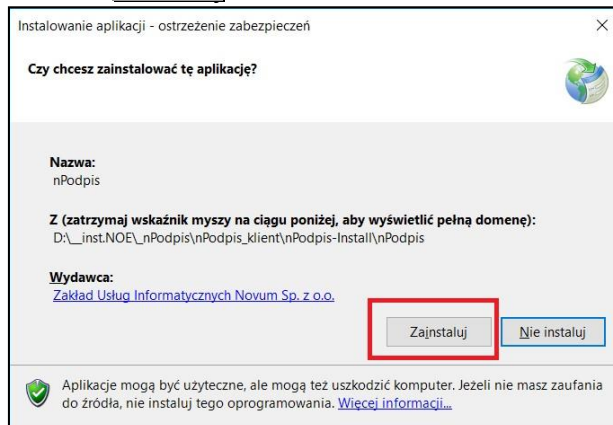 Instalowanie aplikacji - ostrzeżenie zabezpieczeń
Czy chcesz zainstalować tę aplikację?
Nazwa:
nPodpis
Z (zatrzymaj wskaźnik myszy na ciągu poniżej, aby wyświetlić pełną domenę):
D:\_inst.NOE\_nPodpis\nPodpis_klient\nPodpis-Install\nPodpis
Wydawca:
Zakład Usług Informatycznych Novum Sp. z o.o.
Zainstaluj
Nie instaluj
Aplikacje mogą być użyteczne, ale mogą też uszkodzić komputer. Jeżeli nie masz zaufania
do źródła, nie instaluj tego oprogramowania. Więcej informacji...